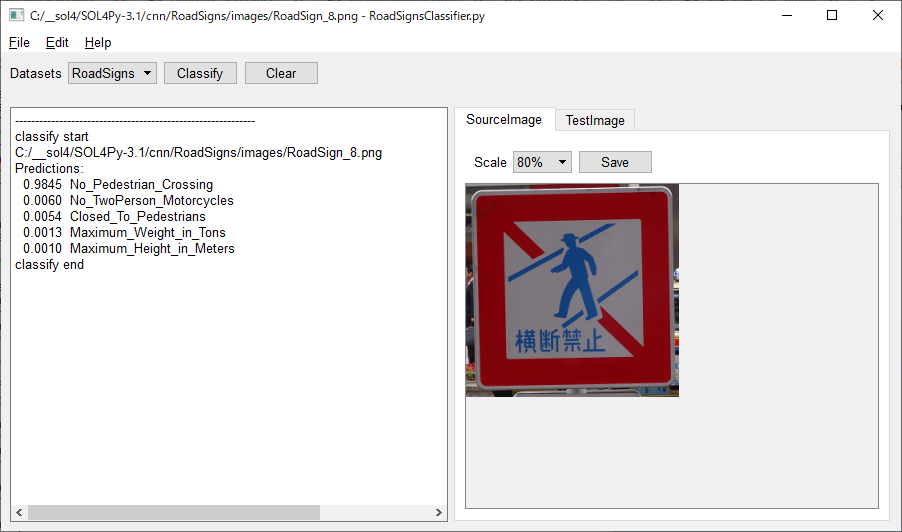 C:/__sol4/SOL4Py-3.1/cnn/RoadSigns/images/RoadSign_8.png - RoadSignsClassifier.py
File Edit Help
Datasets RoadSigns Classify Clear
------------------------------------------------------------
classify start
C:/__sol4/SOL4Py-3.1/cnn/RoadSigns/images/RoadSign_8.png
Predictions:
0.9845 No_Pedestrian_Crossing
0.0060 No_TwoPerson_Motorcycles
0.0054 Closed_To_Pedestrians
0.0013 Maximum_Weight_in_Tons
0.0010 Maximum_Height_in_Meters
classify end
SourceImage TestImage
Scale 80% Save
横断禁止